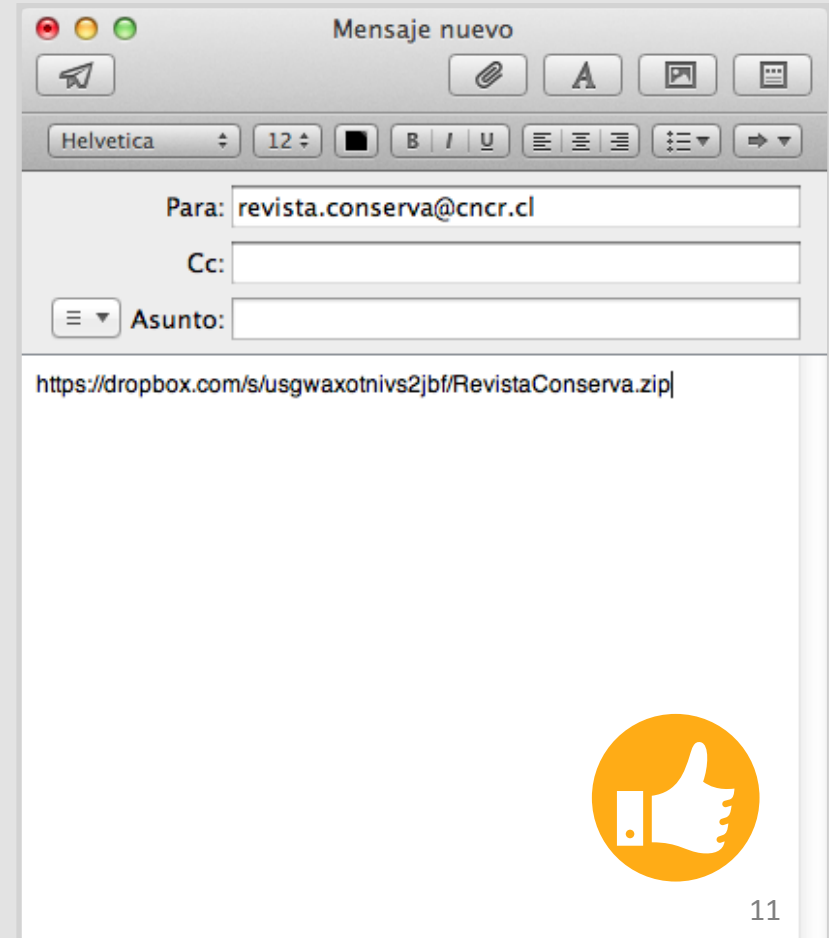 Mensaje nuevo
Helvetica 12 B I U
Para: revista.conserva@cncr.cl
Cc:
Asunto:
https://dropbox.com/s/usgwaxotnivs2jbf/RevistaConserva.zip
11